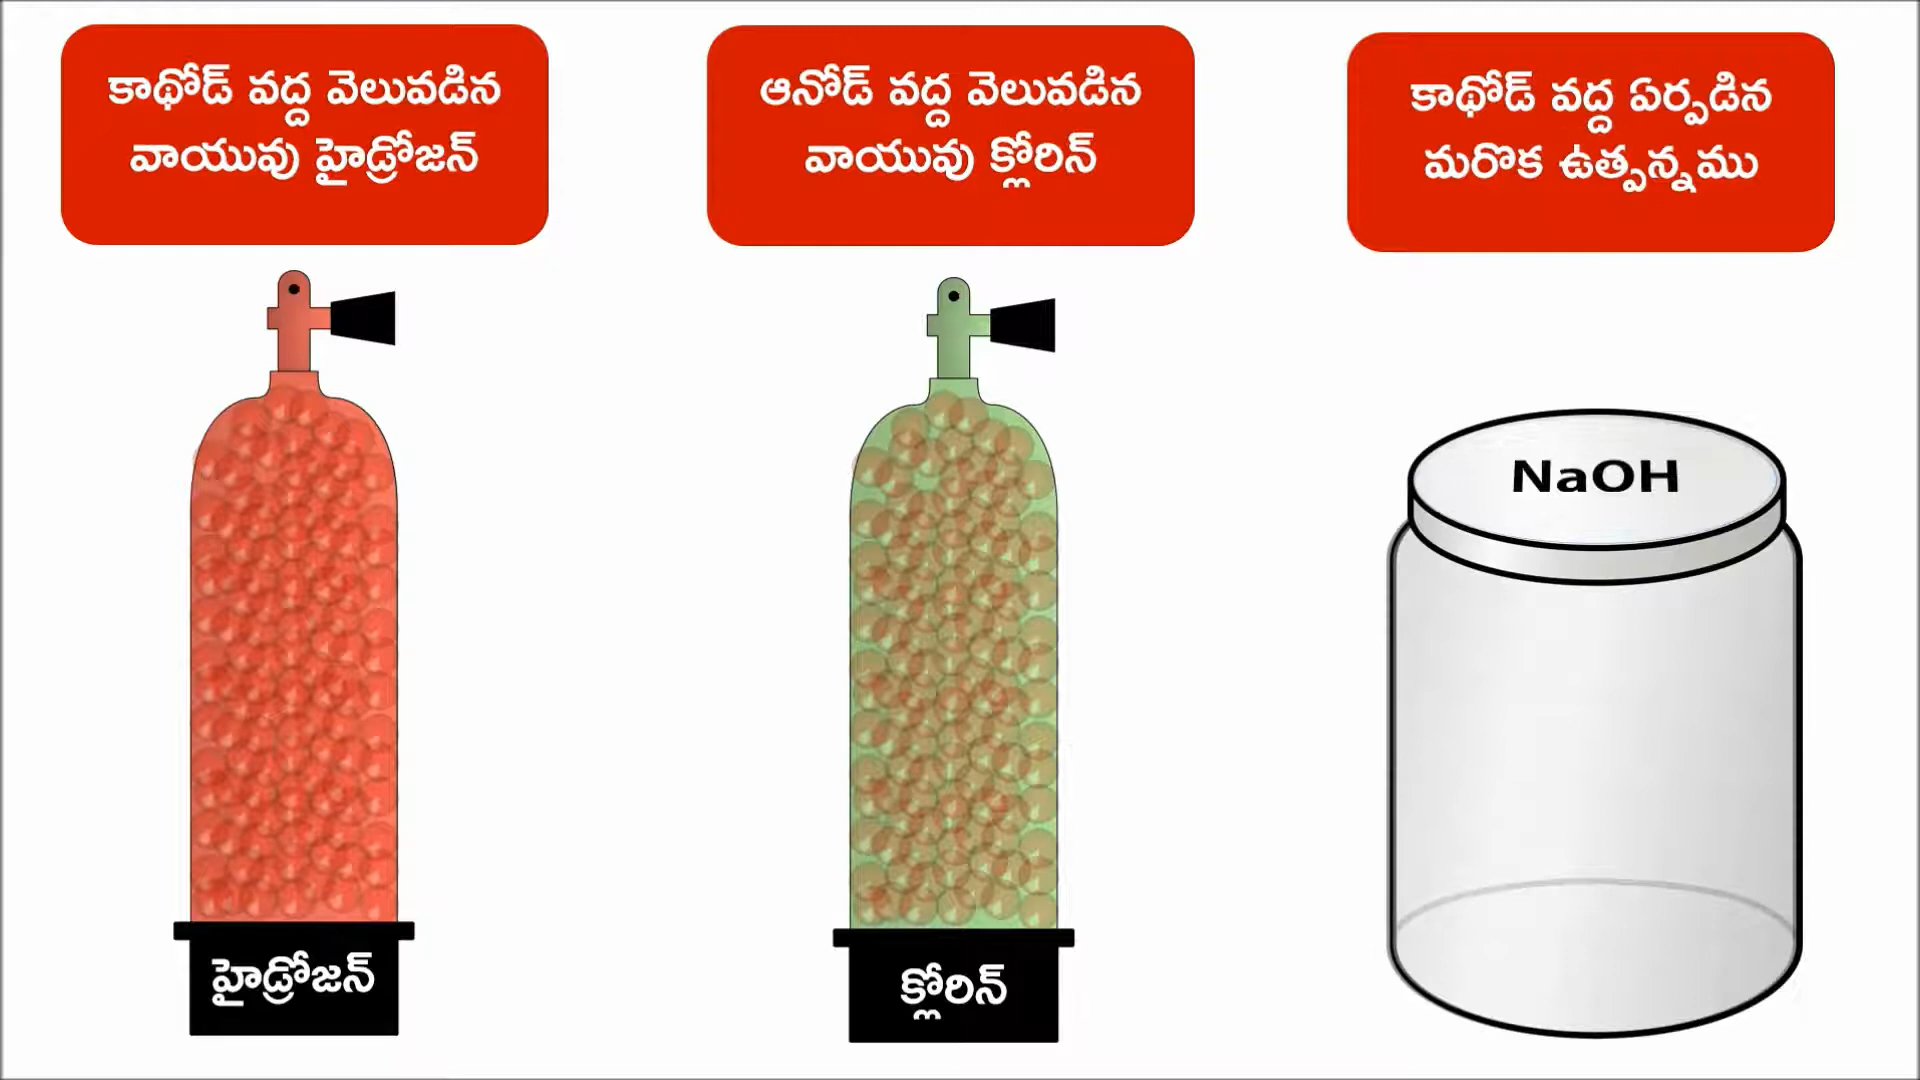 కాథోడ్ వద్ద వెలువడిన
వాయువు హైడ్రోజన్
ఆనోడ్ వద్ద వెలువడిన
వాయువు క్లోరిన్
కాథోడ్ వద్ద ఏర్పడిన
మరొక ఉత్పన్నము
NaOH
హైడ్రోజన్
క్లోరిన్